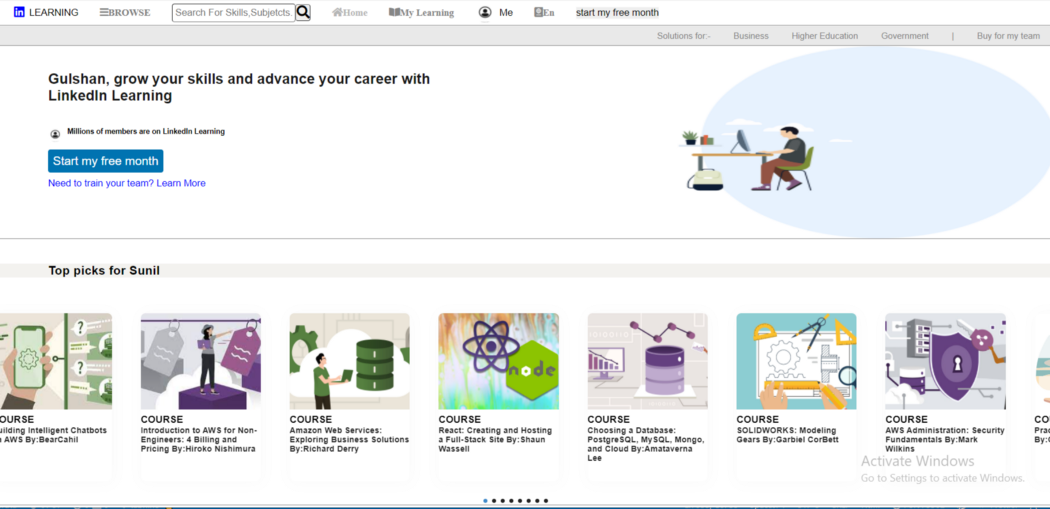 in LEARNING BROWSE Search For Skills,Subjetcts. Home My Learning Me En start my free month
Solutions for:- Business Higher Education Government | Buy for my team
Gulshan, grow your skills and advance your career with
LinkedIn Learning
Millions of members are on LinkedIn Learning
Start my free month
Need to train your team? Learn More
Top picks for Sunil
OURSE
uilding Intelligent Chatbots
AWS By:BearCahil
COURSE
Introduction to AWS for Non-
Engineers: 4 Billing and
Pricing By:Hiroko Nishimura
COURSE
Amazon Web Services:
Exploring Business Solutions
By:Richard Derry
node
COURSE
React: Creating and Hosting
a Full-Stack Site By:Shaun
Wassell
COURSE
Choosing a Database:
PostgreSQL, MySQL, Mongo,
and Cloud By:Amataverna
Lee
COURSE
SOLIDWORKS: Modeling
Gears By:Garbiel CorBett
COURSE
AWS Administration: Security
Fundamentals By:Mark
Wilkins
CO
Prac
By:
Activate Windows
Go to Settings to activate Windows.